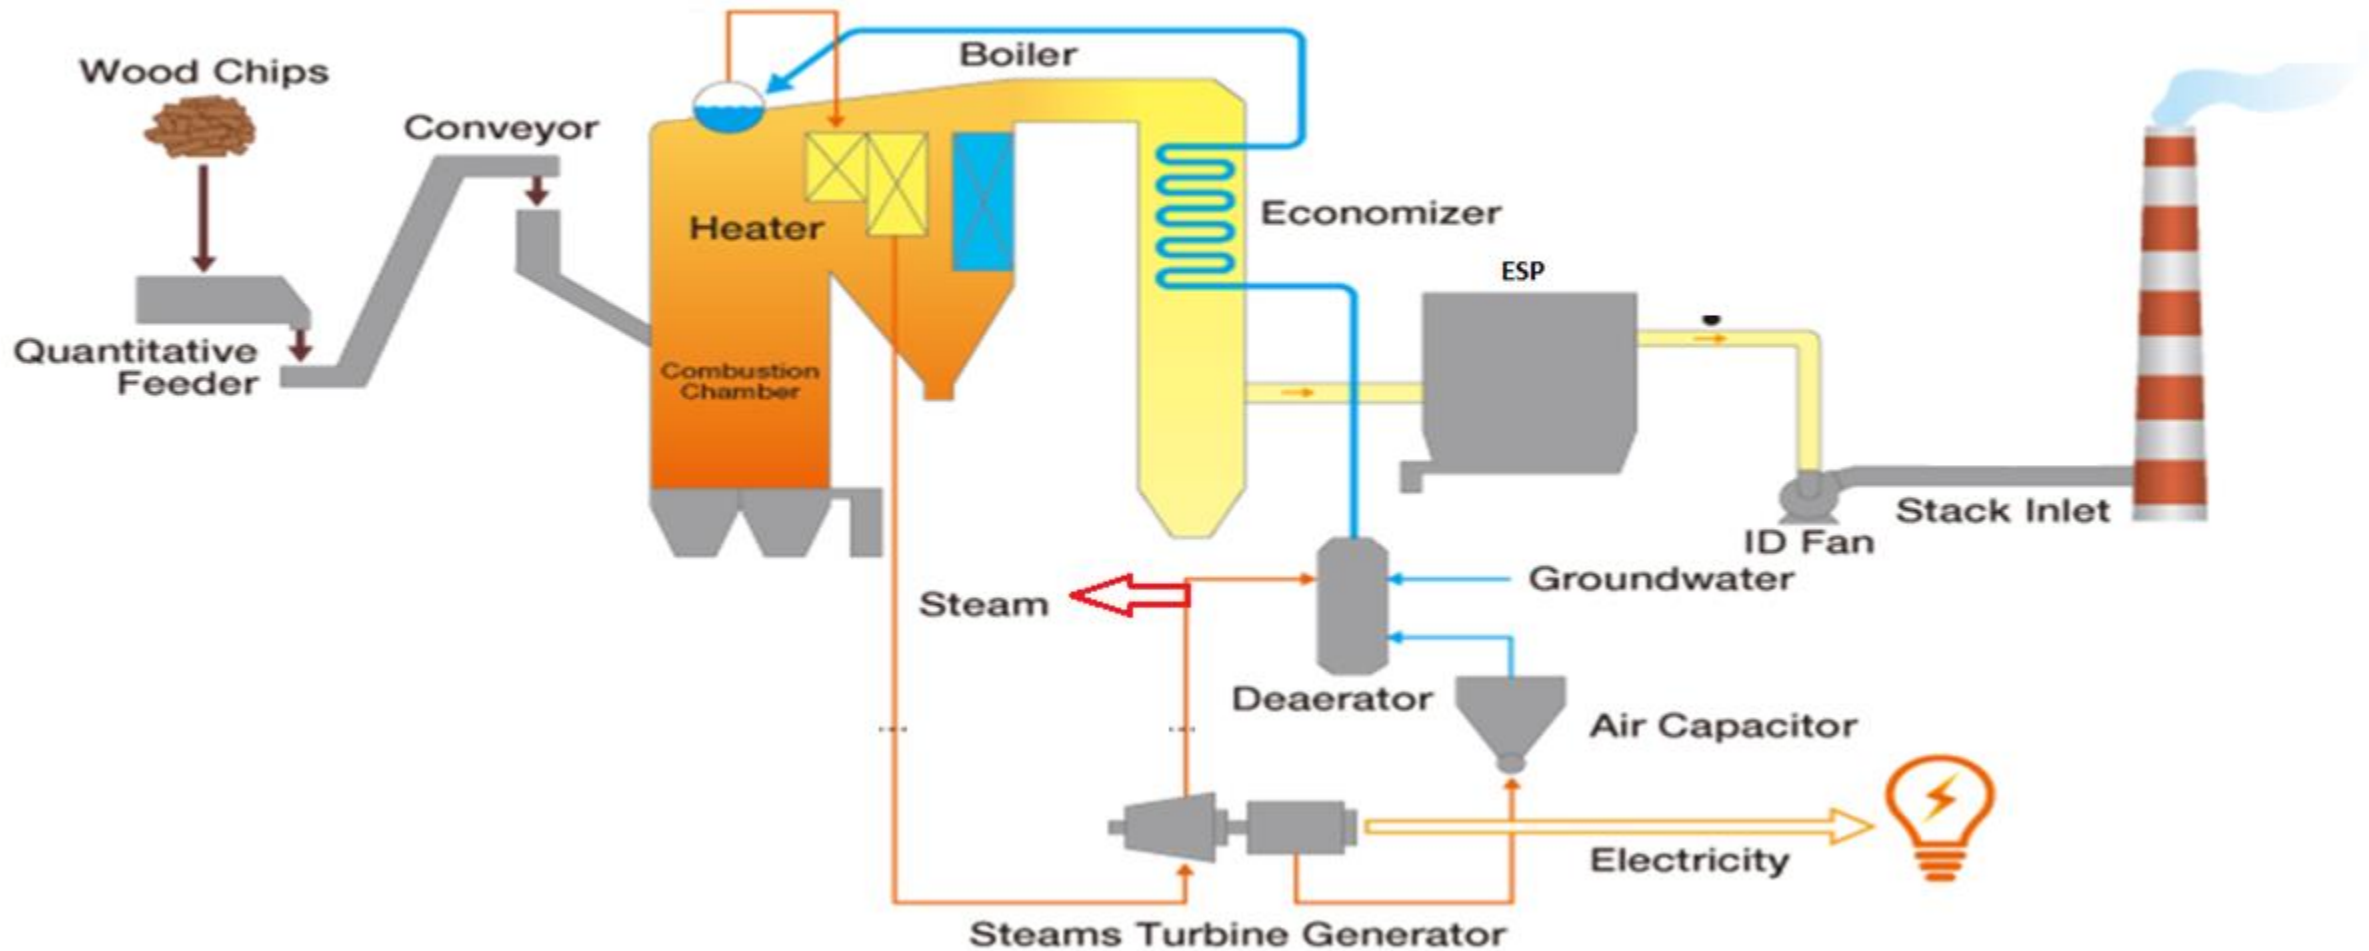 Wood Chips
Conveyor
Boiler
Heater
Economizer
ESP
Quantitative
Feeder
Combustion
Chamber
Stack Inlet
ID Fan
Steam
Groundwater
Deaerator
Air Capacitor
Electricity
Steams Turbine Generator